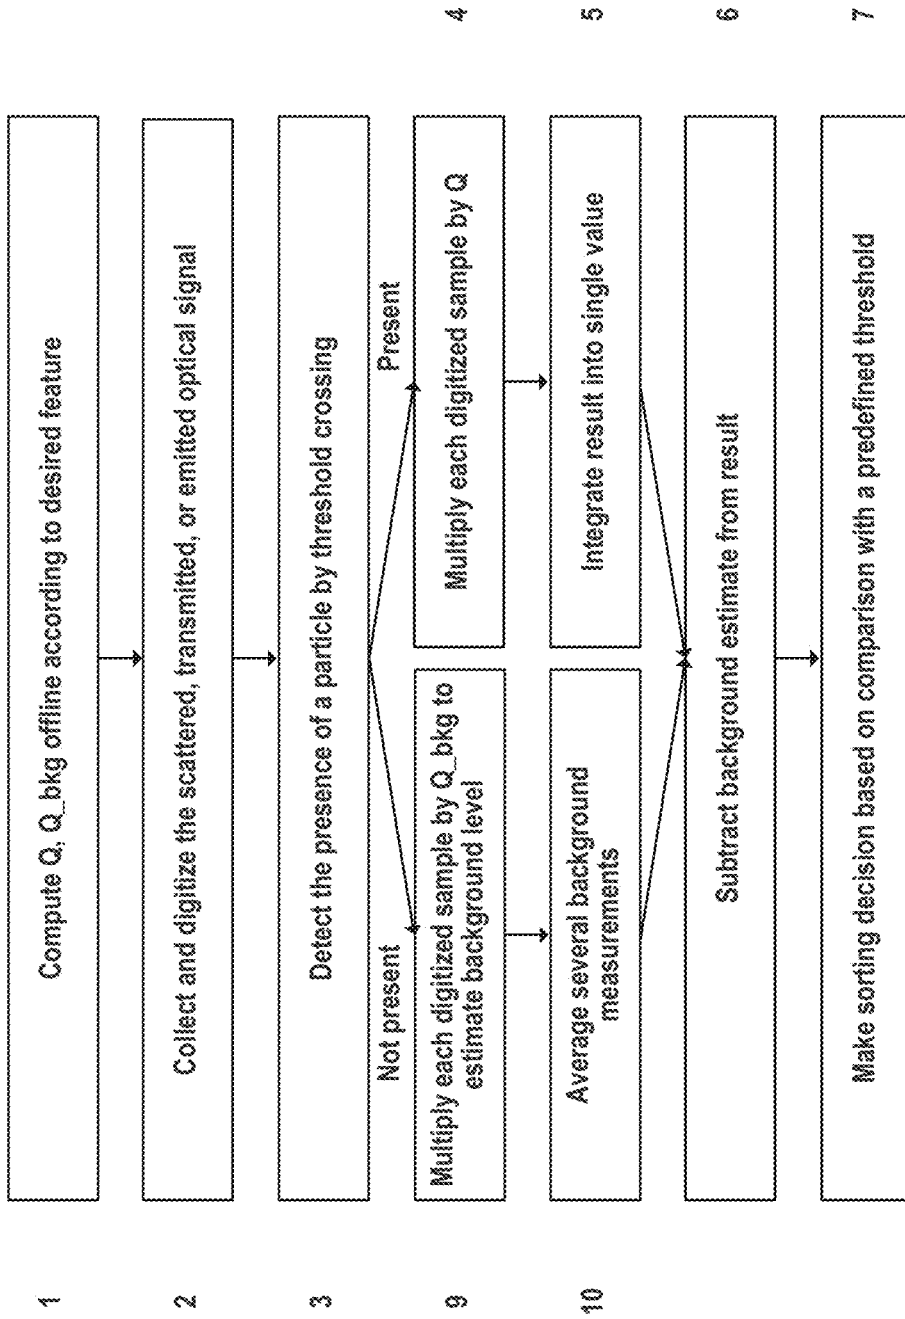 1
Compute Q, Q_bkg offline according to desired feature
2
Collect and digitize the scattered, transmitted, or emitted optical signal
3
Detect the presence of a particle by threshold crossing
Not present
Present
9
Multiply each digitized sample by Q_bkg to
estimate background level
Multiply each digitized sample by Q
4
10
Average several background
measurements
Integrate result into single value
5
Subtract background estimate from result
6
Make sorting decision based on comparison with a predefined threshold
7